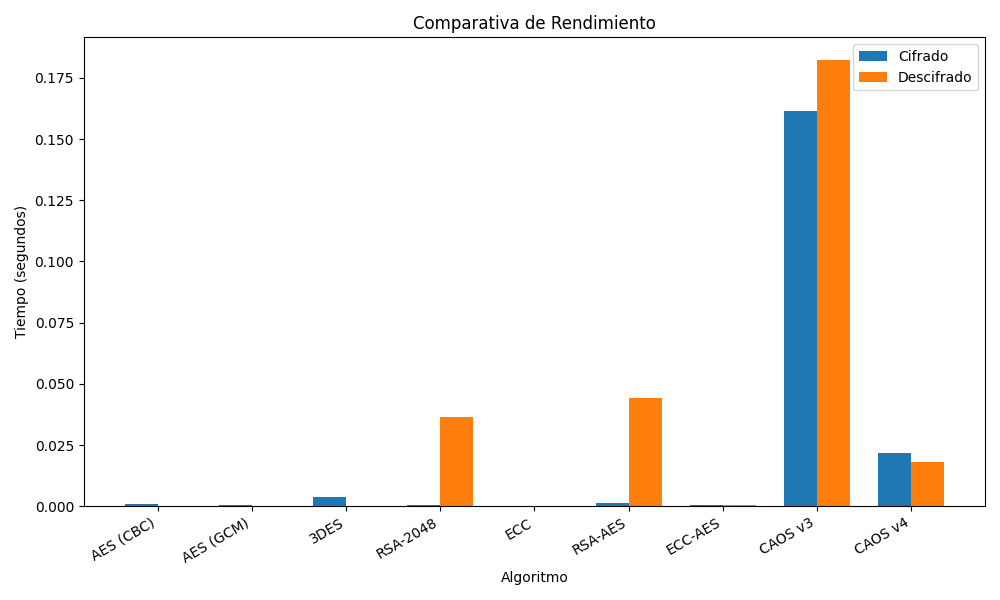 Comparativa de Rendimiento
Cifrado
Descifrado
Tiempo (segundos)
0.175
0.150
0.125
0.100
0.075
0.050
0.025
0.000
AES (CBC)
AES (GCM)
3DES
RSA-2048
ECC
RSA-AES
ECC-AES
CAOS v3
CAOS v4
Algoritmo